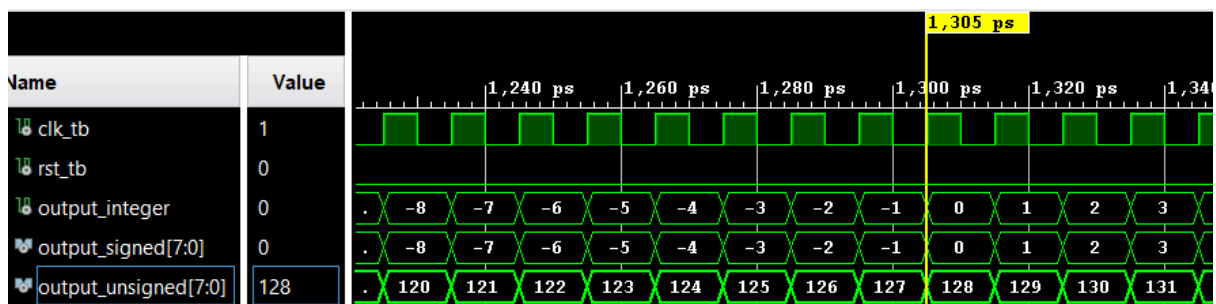 1,305 ps
Name Value
1,240 ps 1,260 ps 1,280 ps 1,300 ps 1,320 ps 1,340
clk_tb 1
rst_tb 0
output_integer 0 . -8 -7 -6 -5 -4 -3 -2 -1 0 1 2 3
output_signed[7:0] 0 . -8 -7 -6 -5 -4 -3 -2 -1 0 1 2 3
output_unsigned[7:0] 128 . 120 121 122 123 124 125 126 127 128 129 130 131